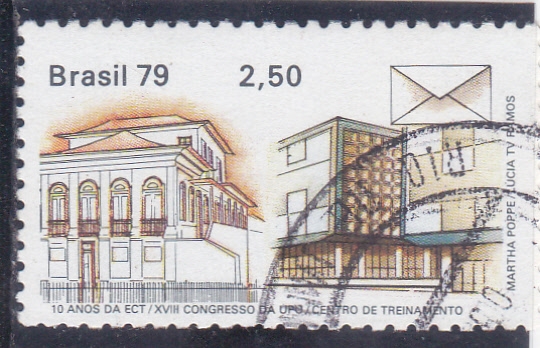 Brasil 79 2,50
10 ANOS DA ECT / XVIII CONGRESSO DA UPU / CENTRO DE TREINAMENTO
MARTHA POPPE / LUCIA TV RAMOS
RIO